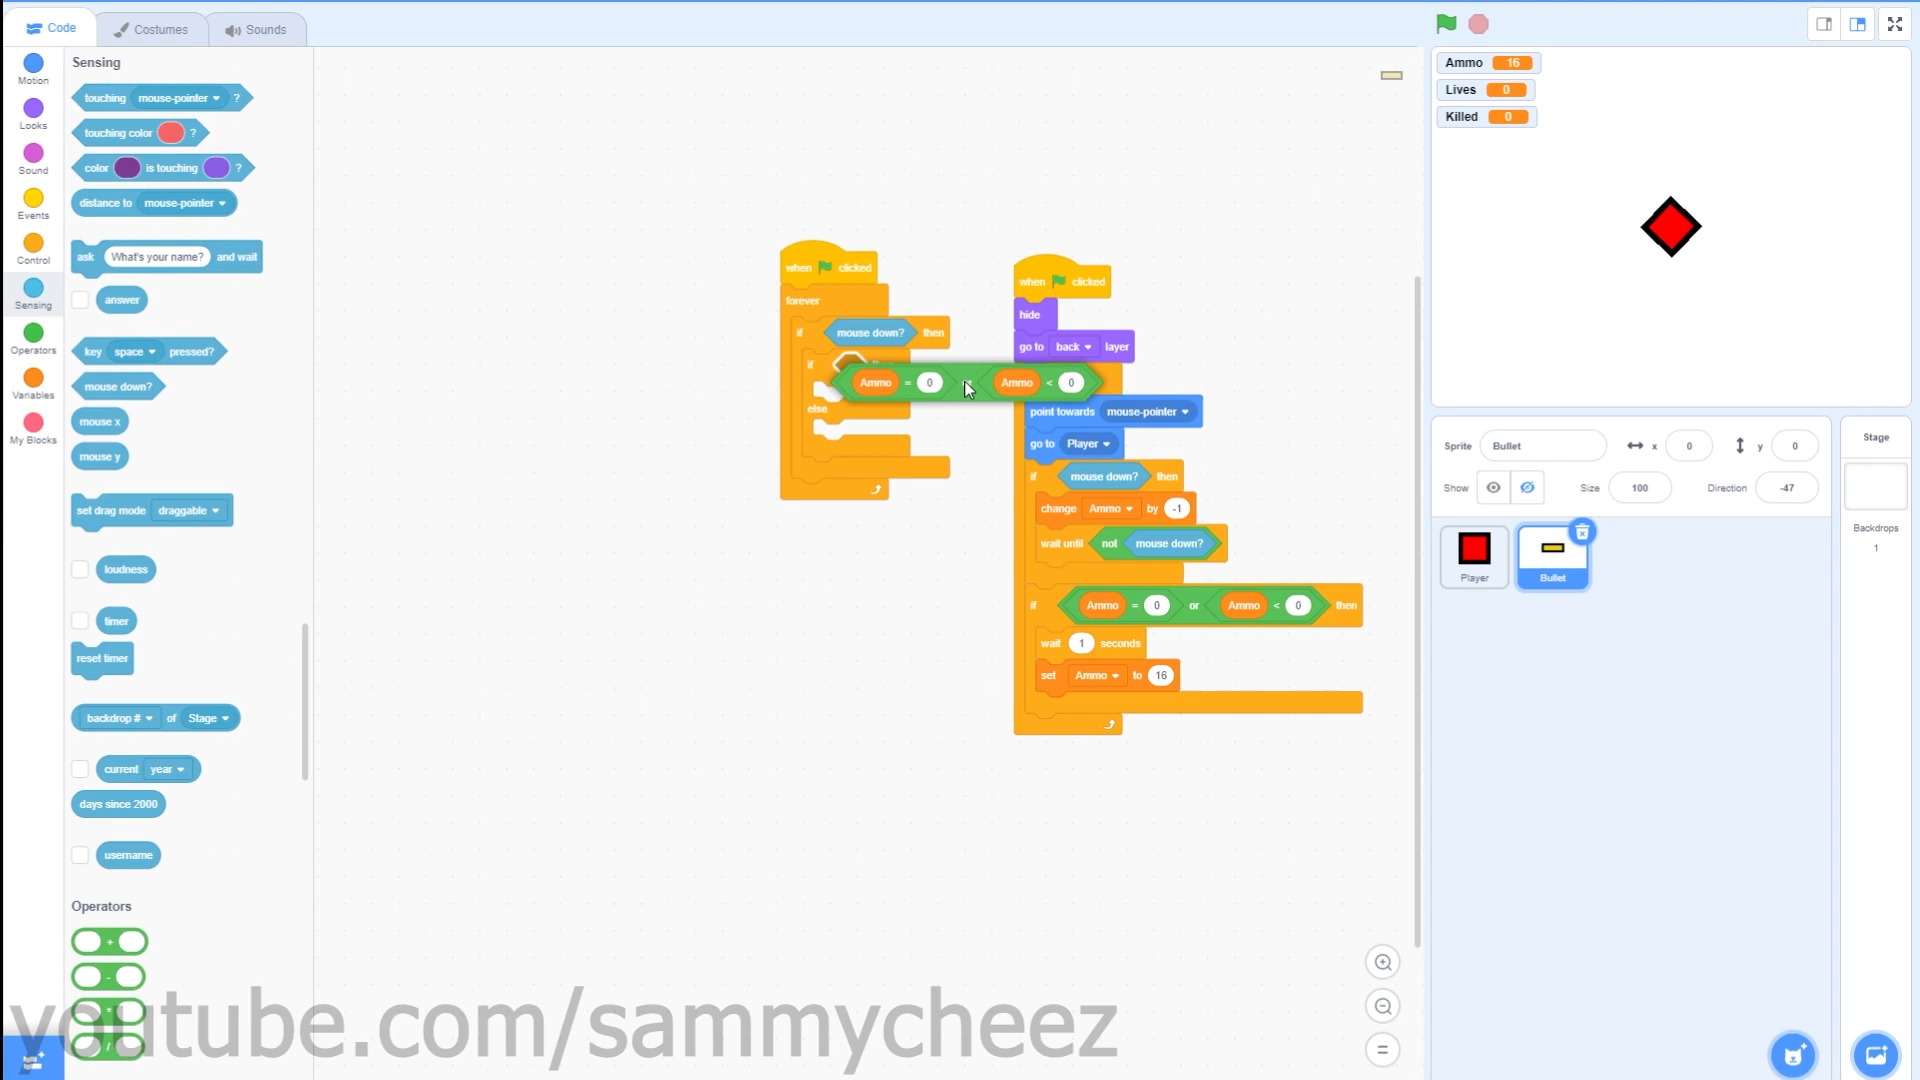 Code
Costumes
Sounds
Motion
Looks
Sound
Events
Control
Sensing
Operators
Variables
My Blocks
Sensing
touching mouse-pointer ?
touching color ?
color is touching ?
distance to mouse-pointer
ask What's your name? and wait
answer
key space pressed?
mouse down?
mouse x
mouse y
set drag mode draggable
loudness
timer
reset timer
backdrop # of Stage
current year
days since 2000
username
Operators
+
-
*
/
when clicked
forever
if mouse down? then
if
Ammo = 0 Ammo < 0
else
when clicked
hide
go to back layer
point towards mouse-pointer
go to Player
if mouse down? then
change Ammo by -1
wait until not mouse down?
if Ammo = 0 or Ammo < 0 then
wait 1 seconds
set Ammo to 16
Ammo 16
Lives 0
Killed 0
Sprite Bullet x 0 y 0
Show Size 100 Direction -47
Player
Bullet
Stage
Backdrops
1
youtube.com/sammycheez